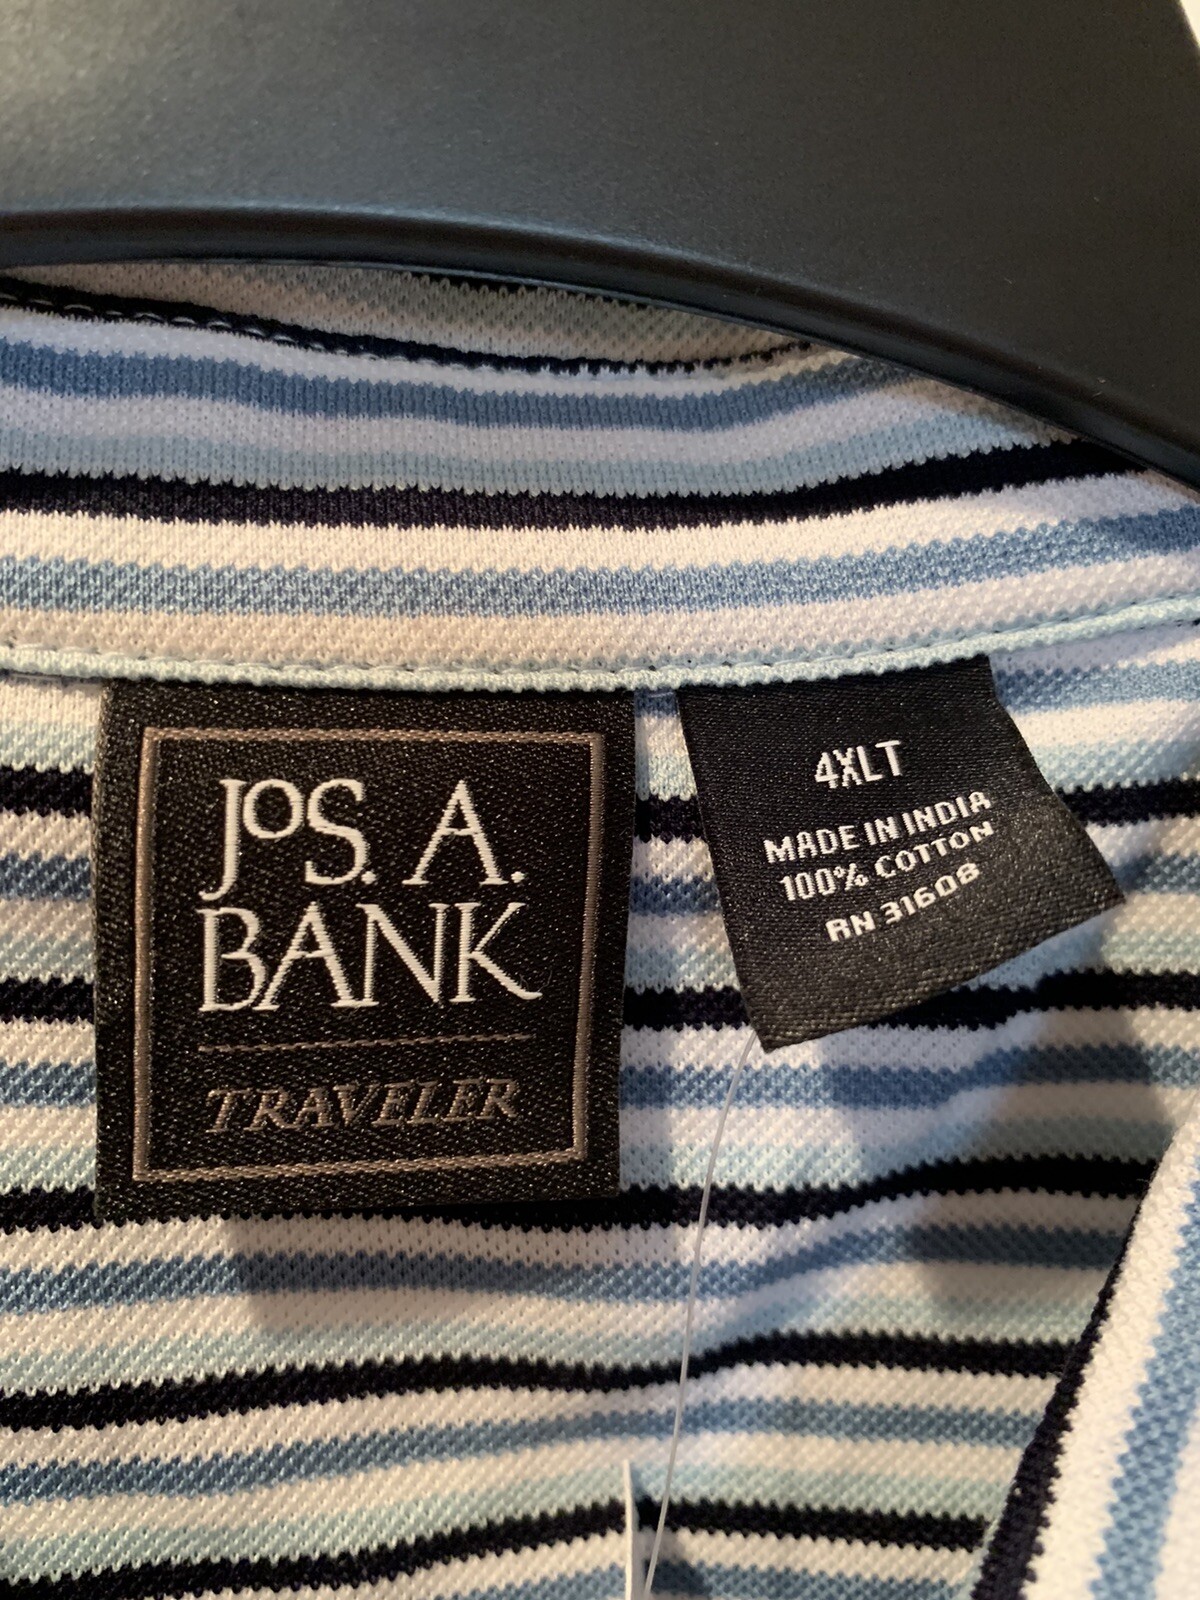 JOS. A.
BANK
TRAVELER
4XLT
MADE IN INDIA
100% COTTON
RN 31608